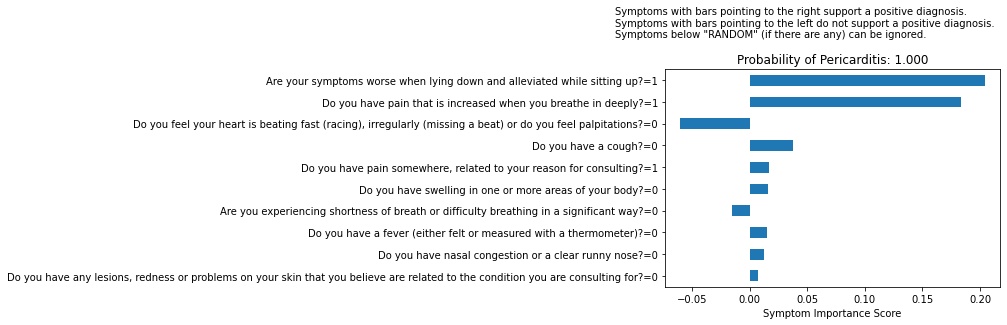 Symptoms with bars pointing to the right support a positive diagnosis.
Symptoms with bars pointing to the left do not support a positive diagnosis.
Symptoms below "RANDOM" (if there are any) can be ignored.
Probability of Pericarditis: 1.000
Are your symptoms worse when lying down and alleviated while sitting up?=1
Do you have pain that is increased when you breathe in deeply?=1
Do you feel your heart is beating fast (racing), irregularly (missing a beat) or do you feel palpitations?=0
Do you have a cough?=0
Do you have pain somewhere, related to your reason for consulting?=1
Do you have swelling in one or more areas of your body?=0
Are you experiencing shortness of breath or difficulty breathing in a significant way?=0
Do you have a fever (either felt or measured with a thermometer)?=0
Do you have nasal congestion or a clear runny nose?=0
Do you have any lesions, redness or problems on your skin that you believe are related to the condition you are consulting for?=0
−0.05 0.00 0.05 0.10 0.15 0.20
Symptom Importance Score